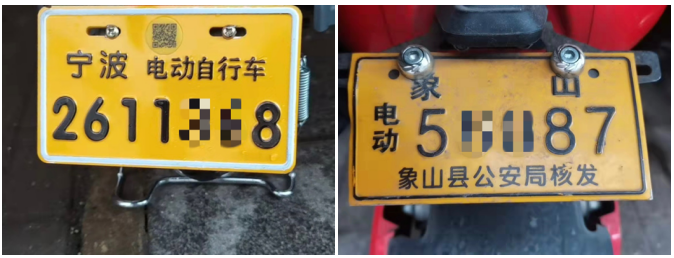 宁波 电动自行车
2611 8
象 山
电动
5 87
象山县公安局核发